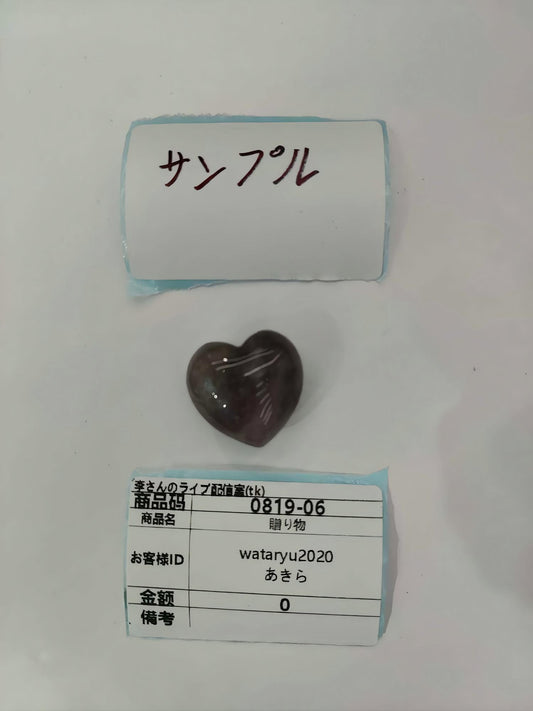 サンプル
李さんのライブ配信室(tk)
商品码 0819-06
商品名 贈り物
お客様ID wataryu2020
あきら
金额 0
備考